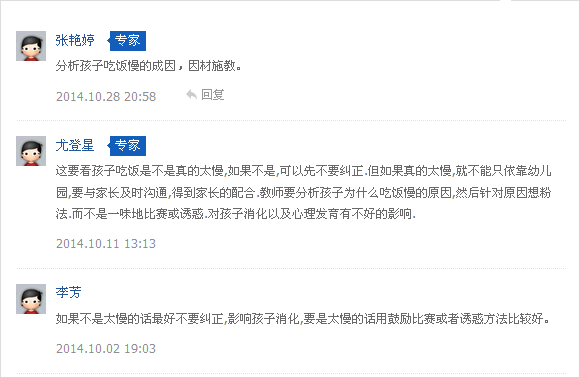 张艳婷 专家
分析孩子吃饭慢的成因，因材施教。
2014.10.28 20:58 回复
尤登星 专家
这要看孩子吃饭是不是真的太慢,如果不是,可以先不要纠正.但如果真的太慢,就不能只依靠幼儿
园,要与家长及时沟通,得到家长的配合.教师要分析孩子为什么吃饭慢的原因,然后针对原因想粉
法.而不是一味地比赛或诱惑.对孩子消化以及心理发育有不好的影响.
2014.10.11 13:13
李芳
如果不是太慢的话最好不要纠正,影响孩子消化,要是太慢的话用鼓励比赛或者诱惑方法比较好。
2014.10.02 19:03